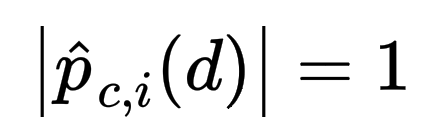 |p̂_{c,i}(d)| = 1